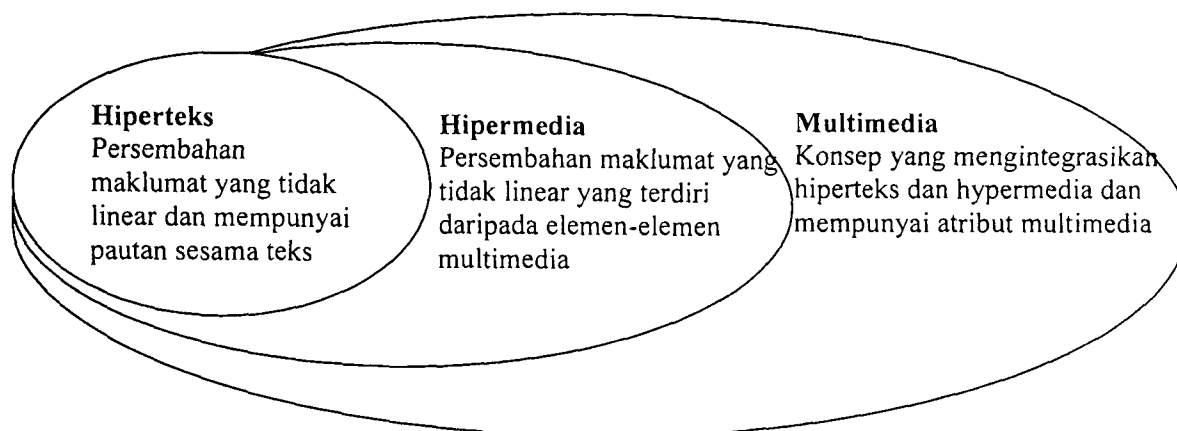 Hiperteks
Persembahan
maklumat yang tidak
linear dan mempunyai
pautan sesama teks
Hipermedia
Persembahan maklumat yang
tidak linear yang terdiri
daripada elemen-elemen
multimedia
Multimedia
Konsep yang mengintegrasikan
hiperteks dan hypermedia dan
mempunyai atribut multimedia